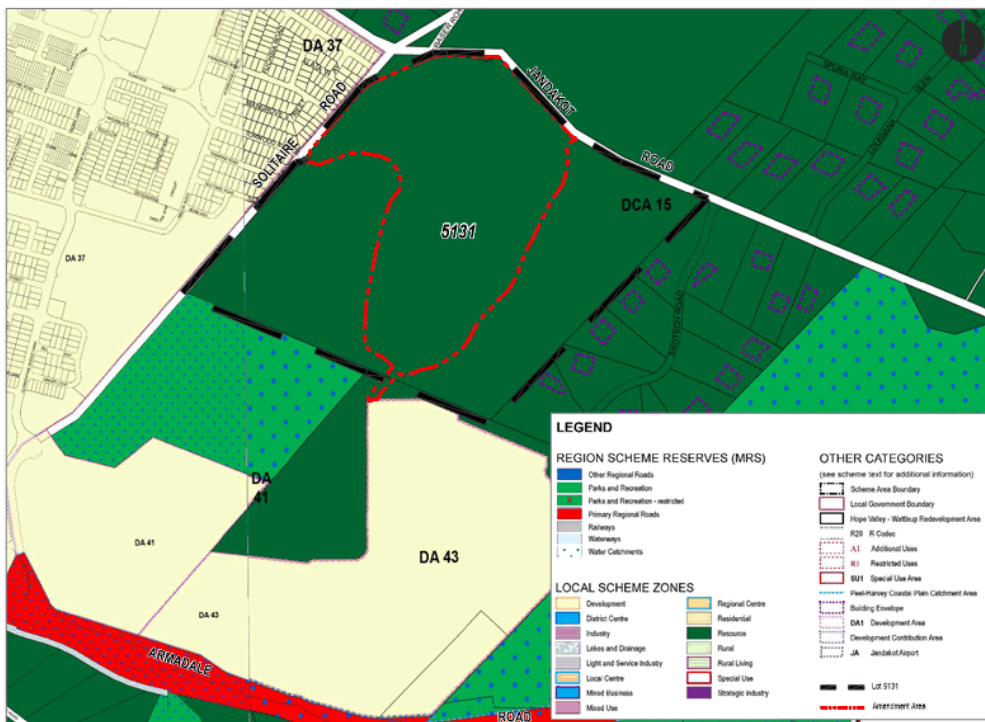 DA 37
SOLITAIRE ROAD
JANDAKOT ROAD
N
SPURIA WAY
GLEN
LOUISIANA
DCA 15
5131
DA 37
SKOTSCH ROAD
DA 41
DA 41
DA 43
DA 43
ARMADALE
ROAD
LEGEND
REGION SCHEME RESERVES (MRS)
Other Regional Roads
Parks and Recreation
R Parks and Recreation - restricted
Primary Regional Roads
Railways
Waterways
Water Catchments
LOCAL SCHEME ZONES
Development
District Centre
Industry
Lakes and Drainage
Light and Service Industry
Local Centre
Mixed Business
Mixed Use
Regional Centre
Residential
Resource
Rural
Rural Living
Special Use
Strategic Industry
OTHER CATEGORIES
(see scheme text for additional information)
Scheme Area Boundary
Local Government Boundary
Hope Valley - Wattleup Redevelopment Area
R20 R Codes
A1 Additional Uses
R1 Restricted Uses
SU1 Special Use Area
Peel-Harvey Coastal Plain Catchment Area
Building Envelope
DA1 Development Area
Development Contribution Area
JA Jandakot Airport
Lot 5131
Amendment Area